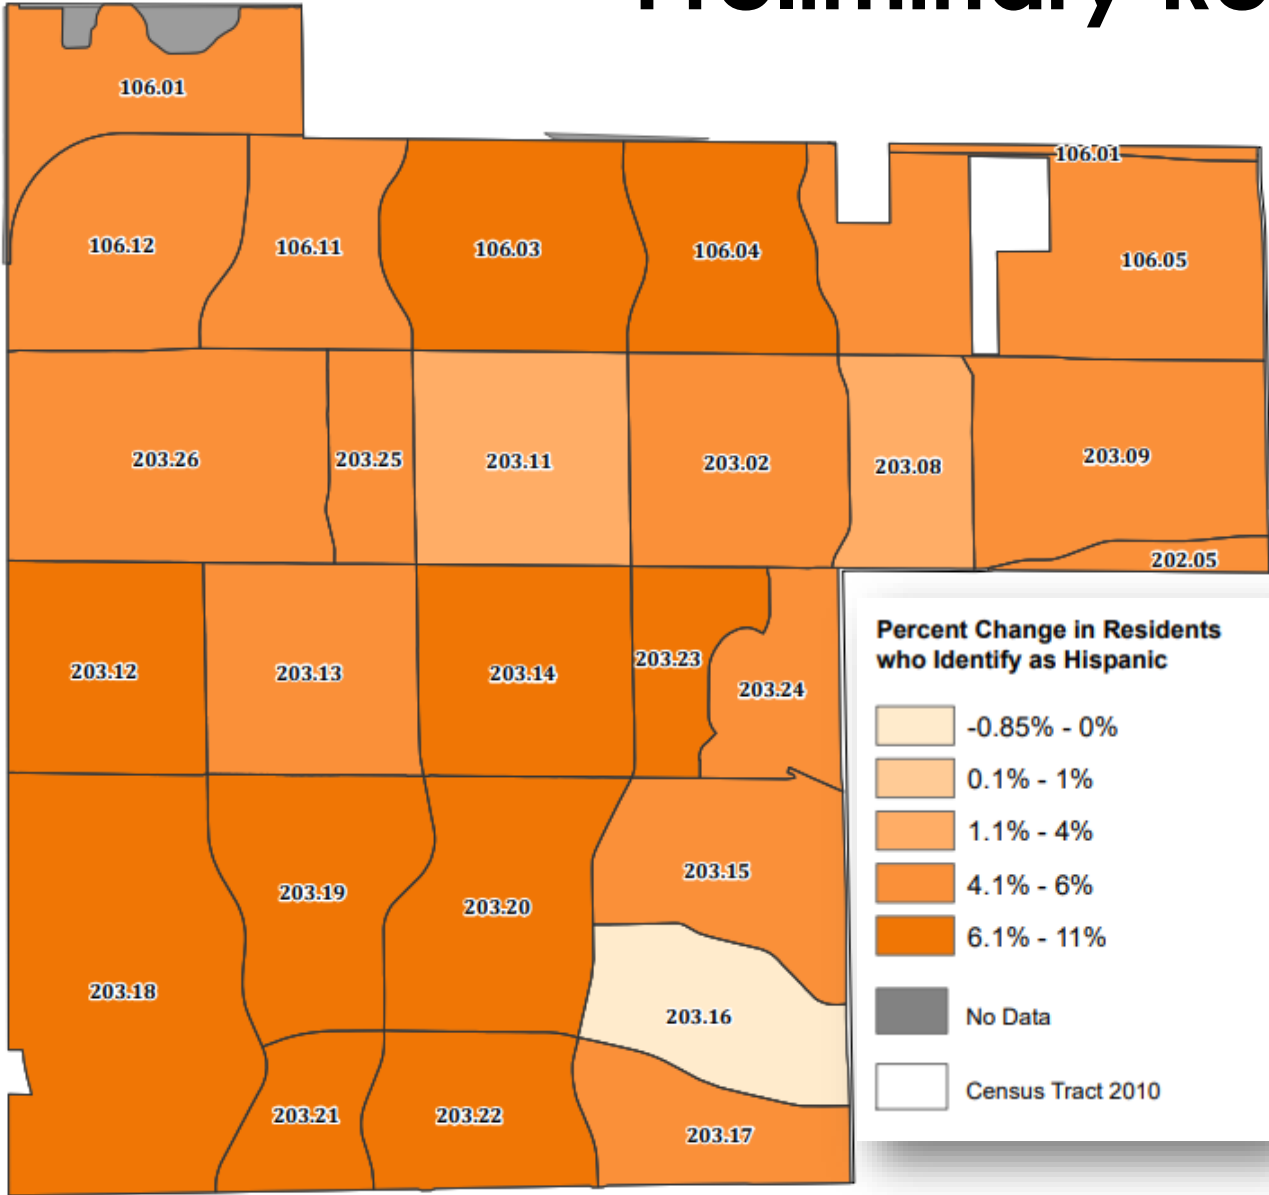 Preliminary Re
106.01
106.01
106.12
106.11
106.03
106.04
106.05
203.26
203.25
203.11
203.02
203.08
203.09
202.05
203.12
203.13
203.14
203.23
203.24
203.15
203.19
203.20
203.18
203.16
203.21
203.22
203.17
Percent Change in Residents
who Identify as Hispanic
-0.85% - 0%
0.1% - 1%
1.1% - 4%
4.1% - 6%
6.1% - 11%
No Data
Census Tract 2010